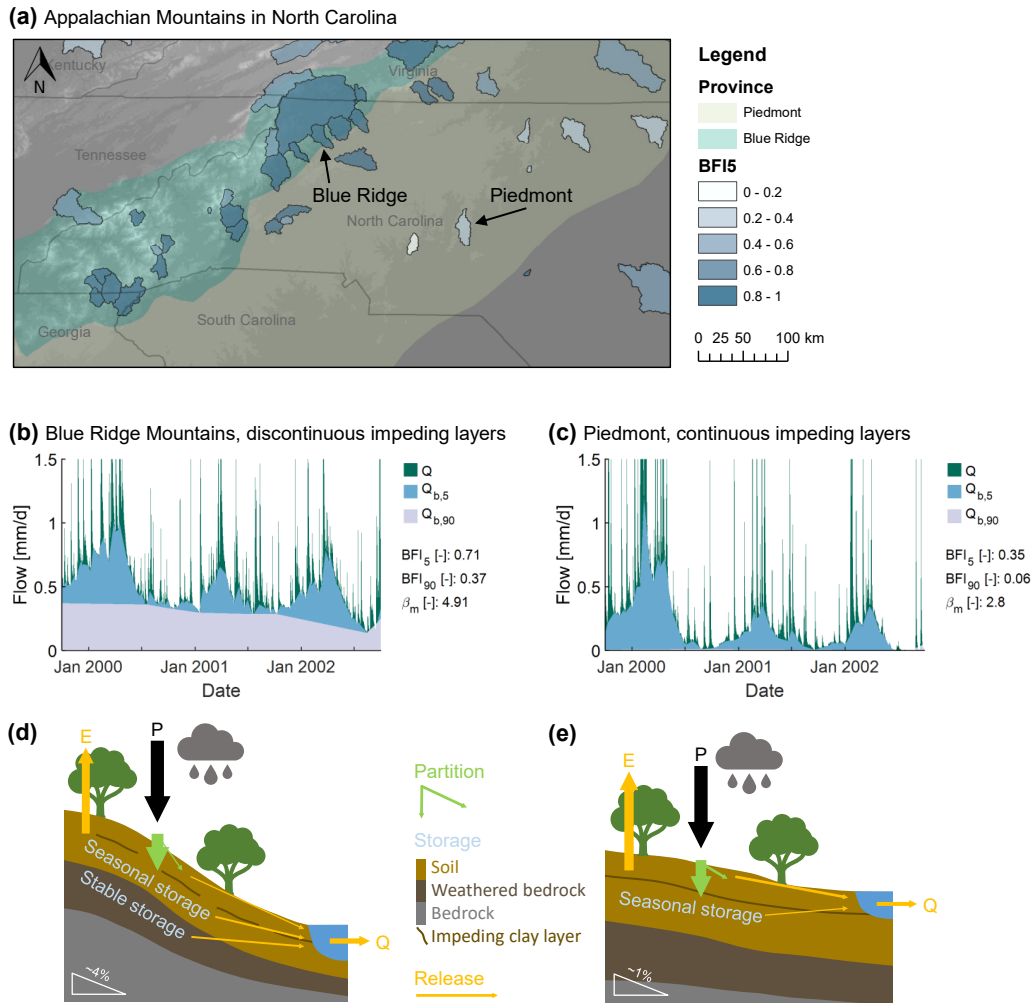 (a) Appalachian Mountains in North Carolina
Kentucky
Virginia
N
Tennessee
Blue Ridge
Piedmont
North Carolina
South Carolina
Georgia
Legend
Province
Piedmont
Blue Ridge
BFI5
0 - 0.2
0.2 - 0.4
0.4 - 0.6
0.6 - 0.8
0.8 - 1
0 25 50 100 km
(b) Blue Ridge Mountains, discontinuous impeding layers
1.5
1
0.5
0
Flow [mm/d]
Jan 2000 Jan 2001 Jan 2002
Date
Q
Qb,5
Qb,90
BFI5 [-]: 0.71
BFI90 [-]: 0.37
βm [-]: 4.91
(c) Piedmont, continuous impeding layers
1.5
1
0.5
0
Flow [mm/d]
Jan 2000 Jan 2001 Jan 2002
Date
Q
Qb,5
Qb,90
BFI5 [-]: 0.35
BFI90 [-]: 0.06
βm [-]: 2.8
(d)
E
P
Seasonal storage
Stable storage
Q
~4%
Partition
Storage
Soil
Weathered bedrock
Bedrock
Impeding clay layer
Release
(e)
E
P
Seasonal storage
Q
~1%